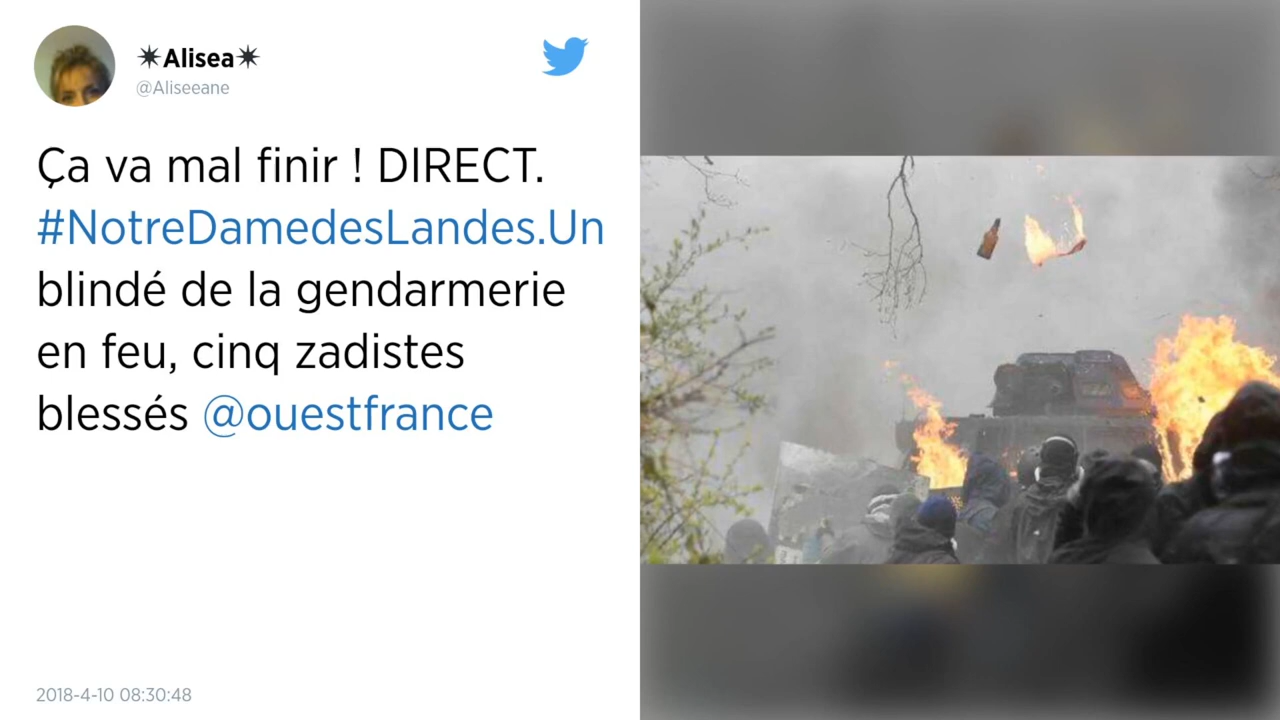 ✷Alisea✷
@Aliseeane
Ça va mal finir ! DIRECT.
#NotreDamedesLandes.Un
blindé de la gendarmerie
en feu, cinq zadistes
blessés @ouestfrance
2018-4-10 08:30:48